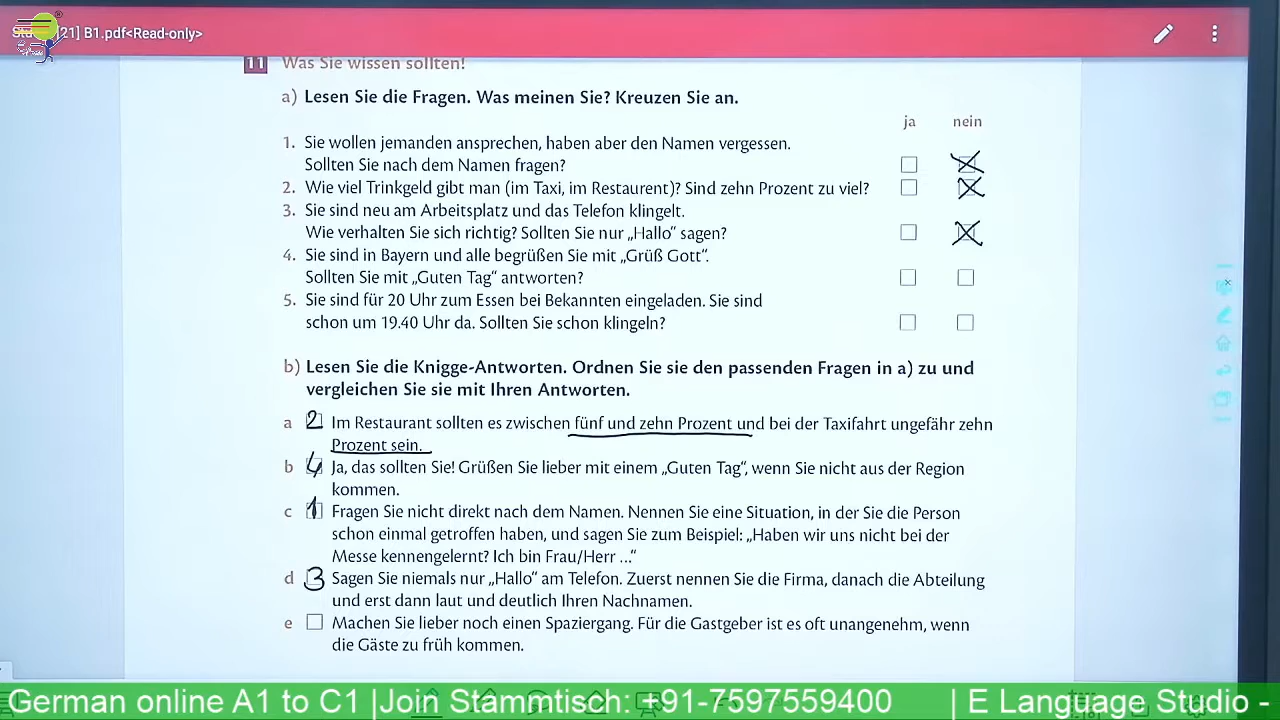 [21] B1.pdf<Read-only>
11 Was Sie wissen sollten!
a) Lesen Sie die Fragen. Was meinen Sie? Kreuzen Sie an.
ja nein
1. Sie wollen jemanden ansprechen, haben aber den Namen vergessen.
Sollten Sie nach dem Namen fragen?
2. Wie viel Trinkgeld gibt man (im Taxi, im Restaurent)? Sind zehn Prozent zu viel?
3. Sie sind neu am Arbeitsplatz und das Telefon klingelt.
Wie verhalten Sie sich richtig? Sollten Sie nur „Hallo“ sagen?
4. Sie sind in Bayern und alle begrüßen Sie mit „Grüß Gott“.
Sollten Sie mit „Guten Tag“ antworten?
5. Sie sind für 20 Uhr zum Essen bei Bekannten eingeladen. Sie sind
schon um 19.40 Uhr da. Sollten Sie schon klingeln?
b) Lesen Sie die Knigge-Antworten. Ordnen Sie sie den passenden Fragen in a) zu und
vergleichen Sie sie mit Ihren Antworten.
a 2 Im Restaurant sollten es zwischen fünf und zehn Prozent und bei der Taxifahrt ungefähr zehn
Prozent sein.
b 4 Ja, das sollten Sie! Grüßen Sie lieber mit einem „Guten Tag“, wenn Sie nicht aus der Region
kommen.
c 1 Fragen Sie nicht direkt nach dem Namen. Nennen Sie eine Situation, in der Sie die Person
schon einmal getroffen haben, und sagen Sie zum Beispiel: „Haben wir uns nicht bei der
Messe kennengelernt? Ich bin Frau/Herr ...“
d 3 Sagen Sie niemals nur „Hallo“ am Telefon. Zuerst nennen Sie die Firma, danach die Abteilung
und erst dann laut und deutlich Ihren Nachnamen.
e Machen Sie lieber noch einen Spaziergang. Für die Gastgeber ist es oft unangenehm, wenn
die Gäste zu früh kommen.
German online A1 to C1 |Join Stammtisch: +91-7597559400 | E Language Studio -